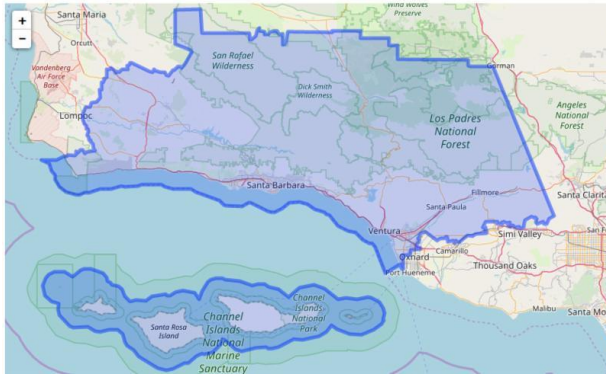 Wind Wolves
Preserve
Santa Maria
+
−
Orcutt
San Rafael
Wilderness
Vandenberg
Air Force
Base
Gorman
Dick Smith
Wilderness
Angeles
National
Forest
Lompoc
Los Padres
National
Forest
Santa Barbara
Fillmore
Santa Clarit
Santa Paula
Ventura
Simi Valley
San F
Oxnard
Camarillo
Port Hueneme
Thousand Oaks
Malibu
Santa Mo
Channel
Islands
National
Park
Santa Rosa
Island
Channel
Islands
National
Marine
Sanctuary